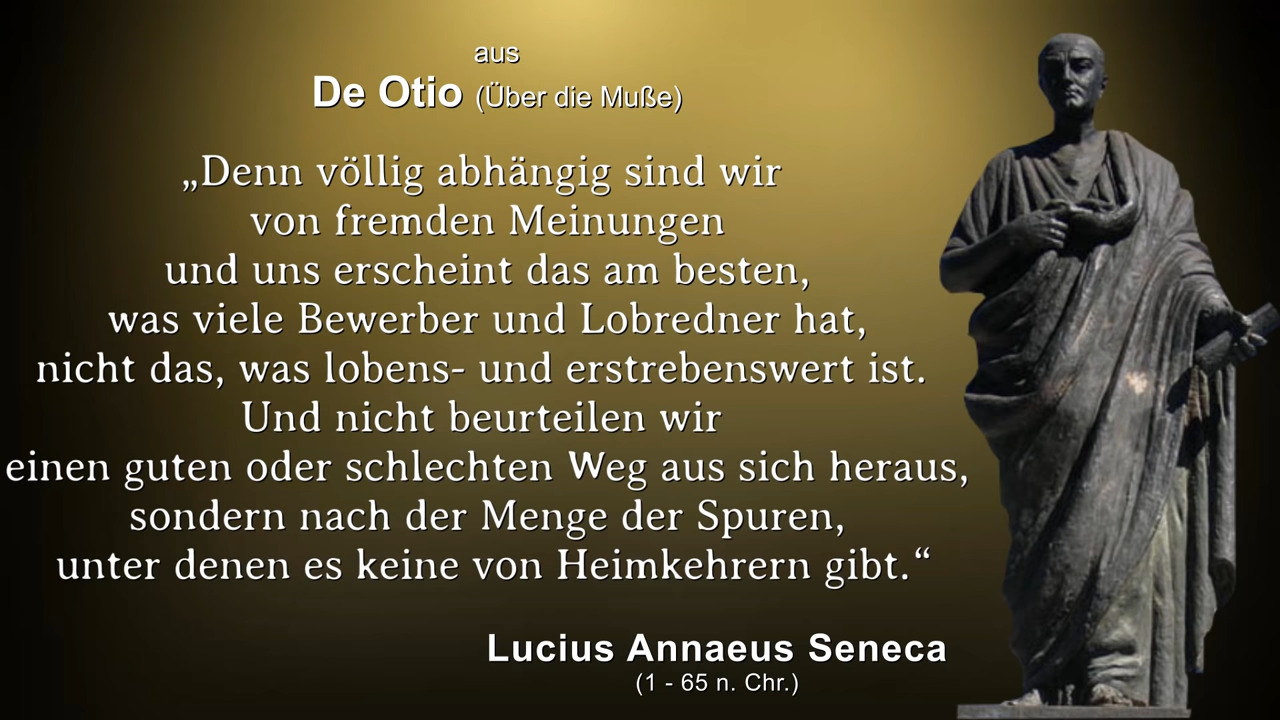 aus
De Otio (Über die Muße)
„Denn völlig abhängig sind wir
von fremden Meinungen
und uns erscheint das am besten,
was viele Bewerber und Lobredner hat,
nicht das, was lobens- und erstrebenswert ist.
Und nicht beurteilen wir
einen guten oder schlechten Weg aus sich heraus,
sondern nach der Menge der Spuren,
unter denen es keine von Heimkehrern gibt.“
Lucius Annaeus Seneca
(1 - 65 n. Chr.)